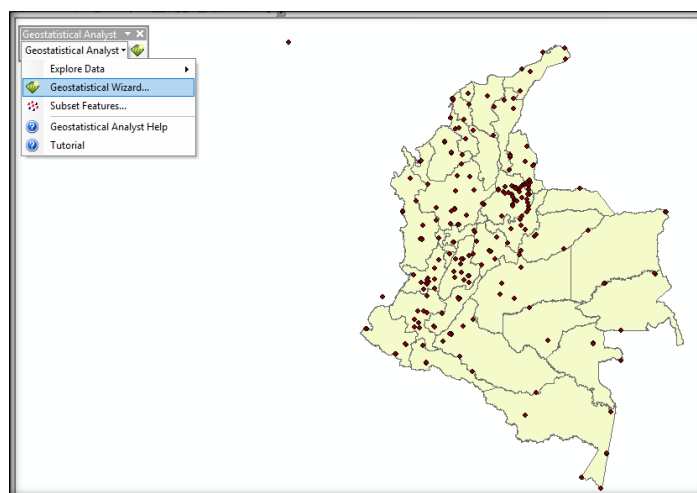 Geostatistical Analyst
Geostatistical Analyst
Explore Data
Geostatistical Wizard...
Subset Features...
Geostatistical Analyst Help
Tutorial